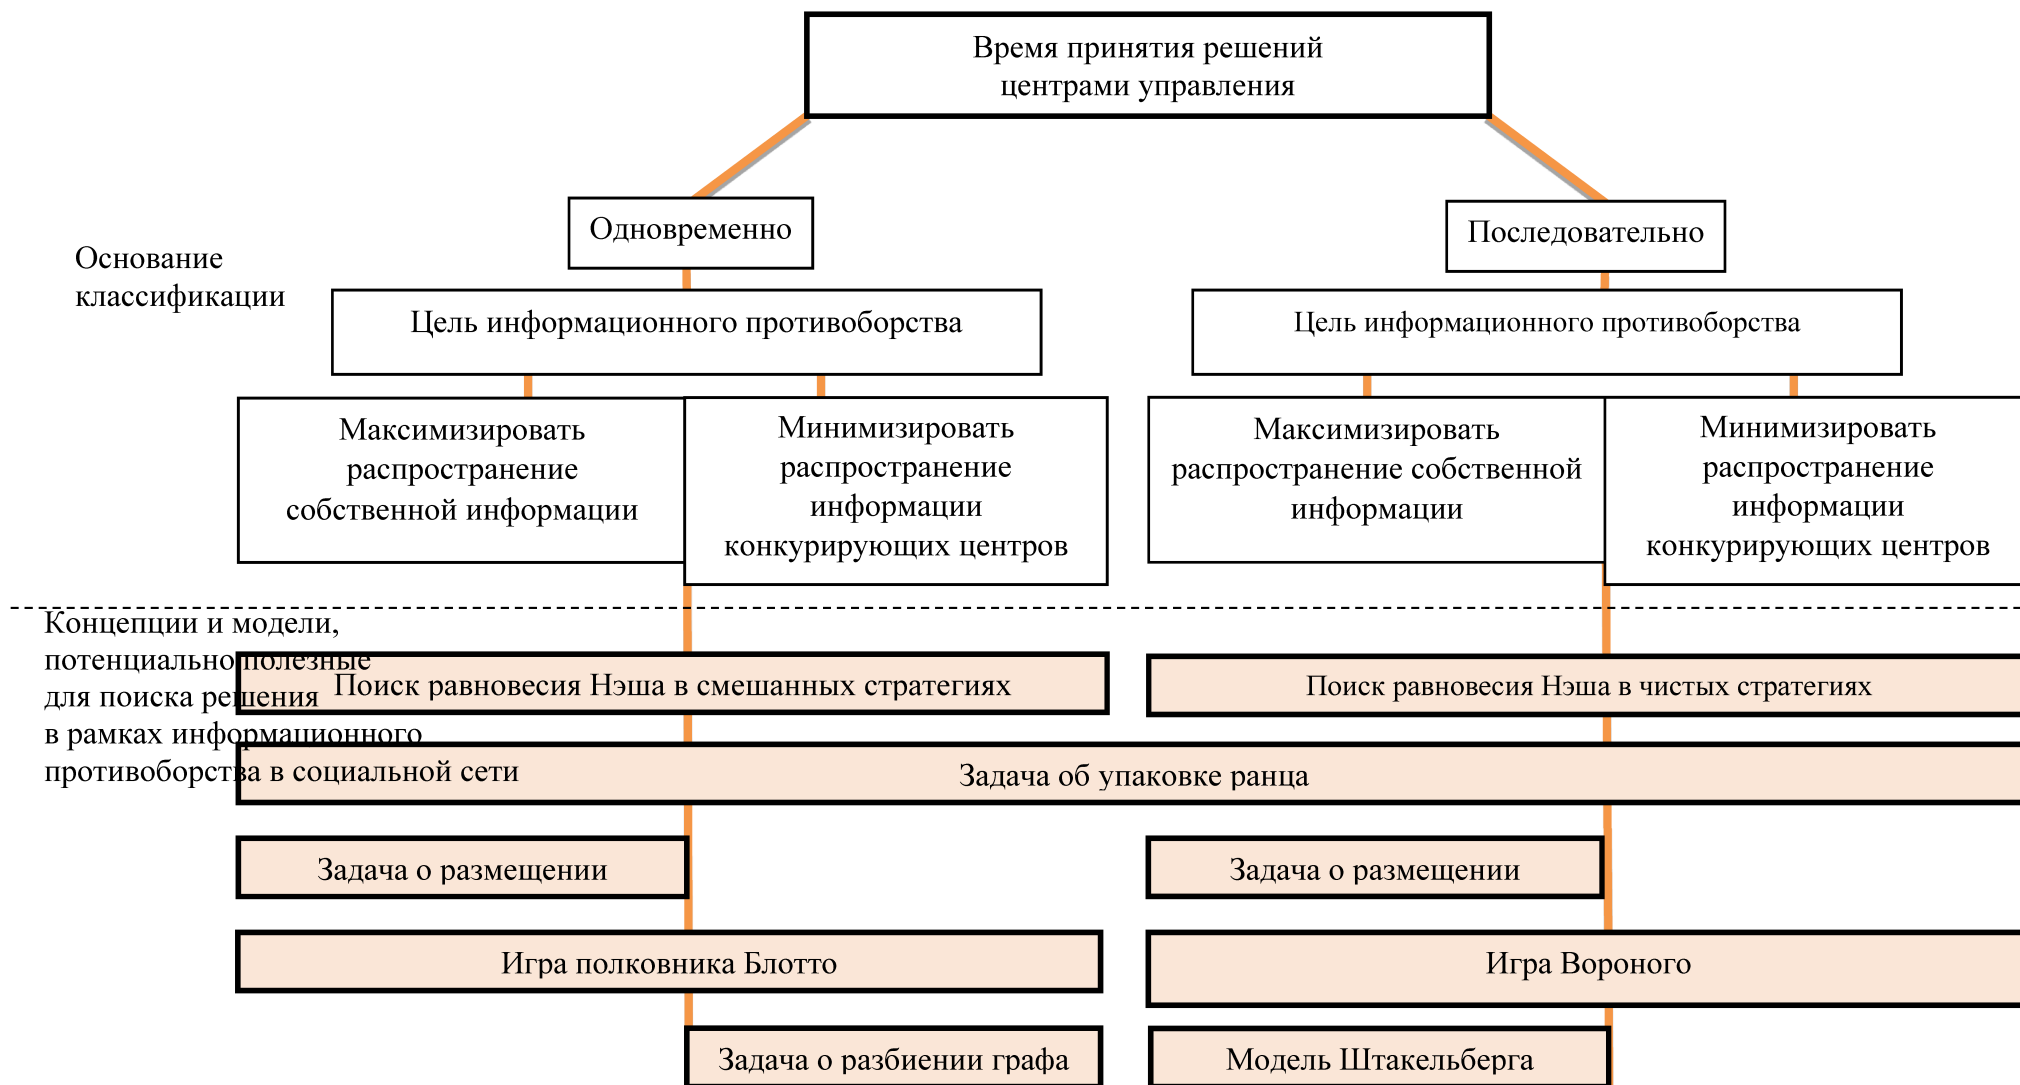 Время принятия решений
центрами управления
Одновременно
Последовательно
Основание
классификации
Цель информационного противоборства
Цель информационного противоборства
Максимизировать
распространение
собственной информации
Минимизировать
распространение
информации
конкурирующих центров
Максимизировать
распространение собственной
информации
Минимизировать
распространение
информации
конкурирующих центров
Концепции и модели,
потенциально полезные
для поиска решения
в рамках информационного
противоборства в социальной сети
Поиск равновесия Нэша в смешанных стратегиях
Поиск равновесия Нэша в чистых стратегиях
Задача об упаковке ранца
Задача о размещении
Задача о размещении
Игра полковника Блотто
Игра Вороного
Задача о разбиении графа
Модель Штакельберга